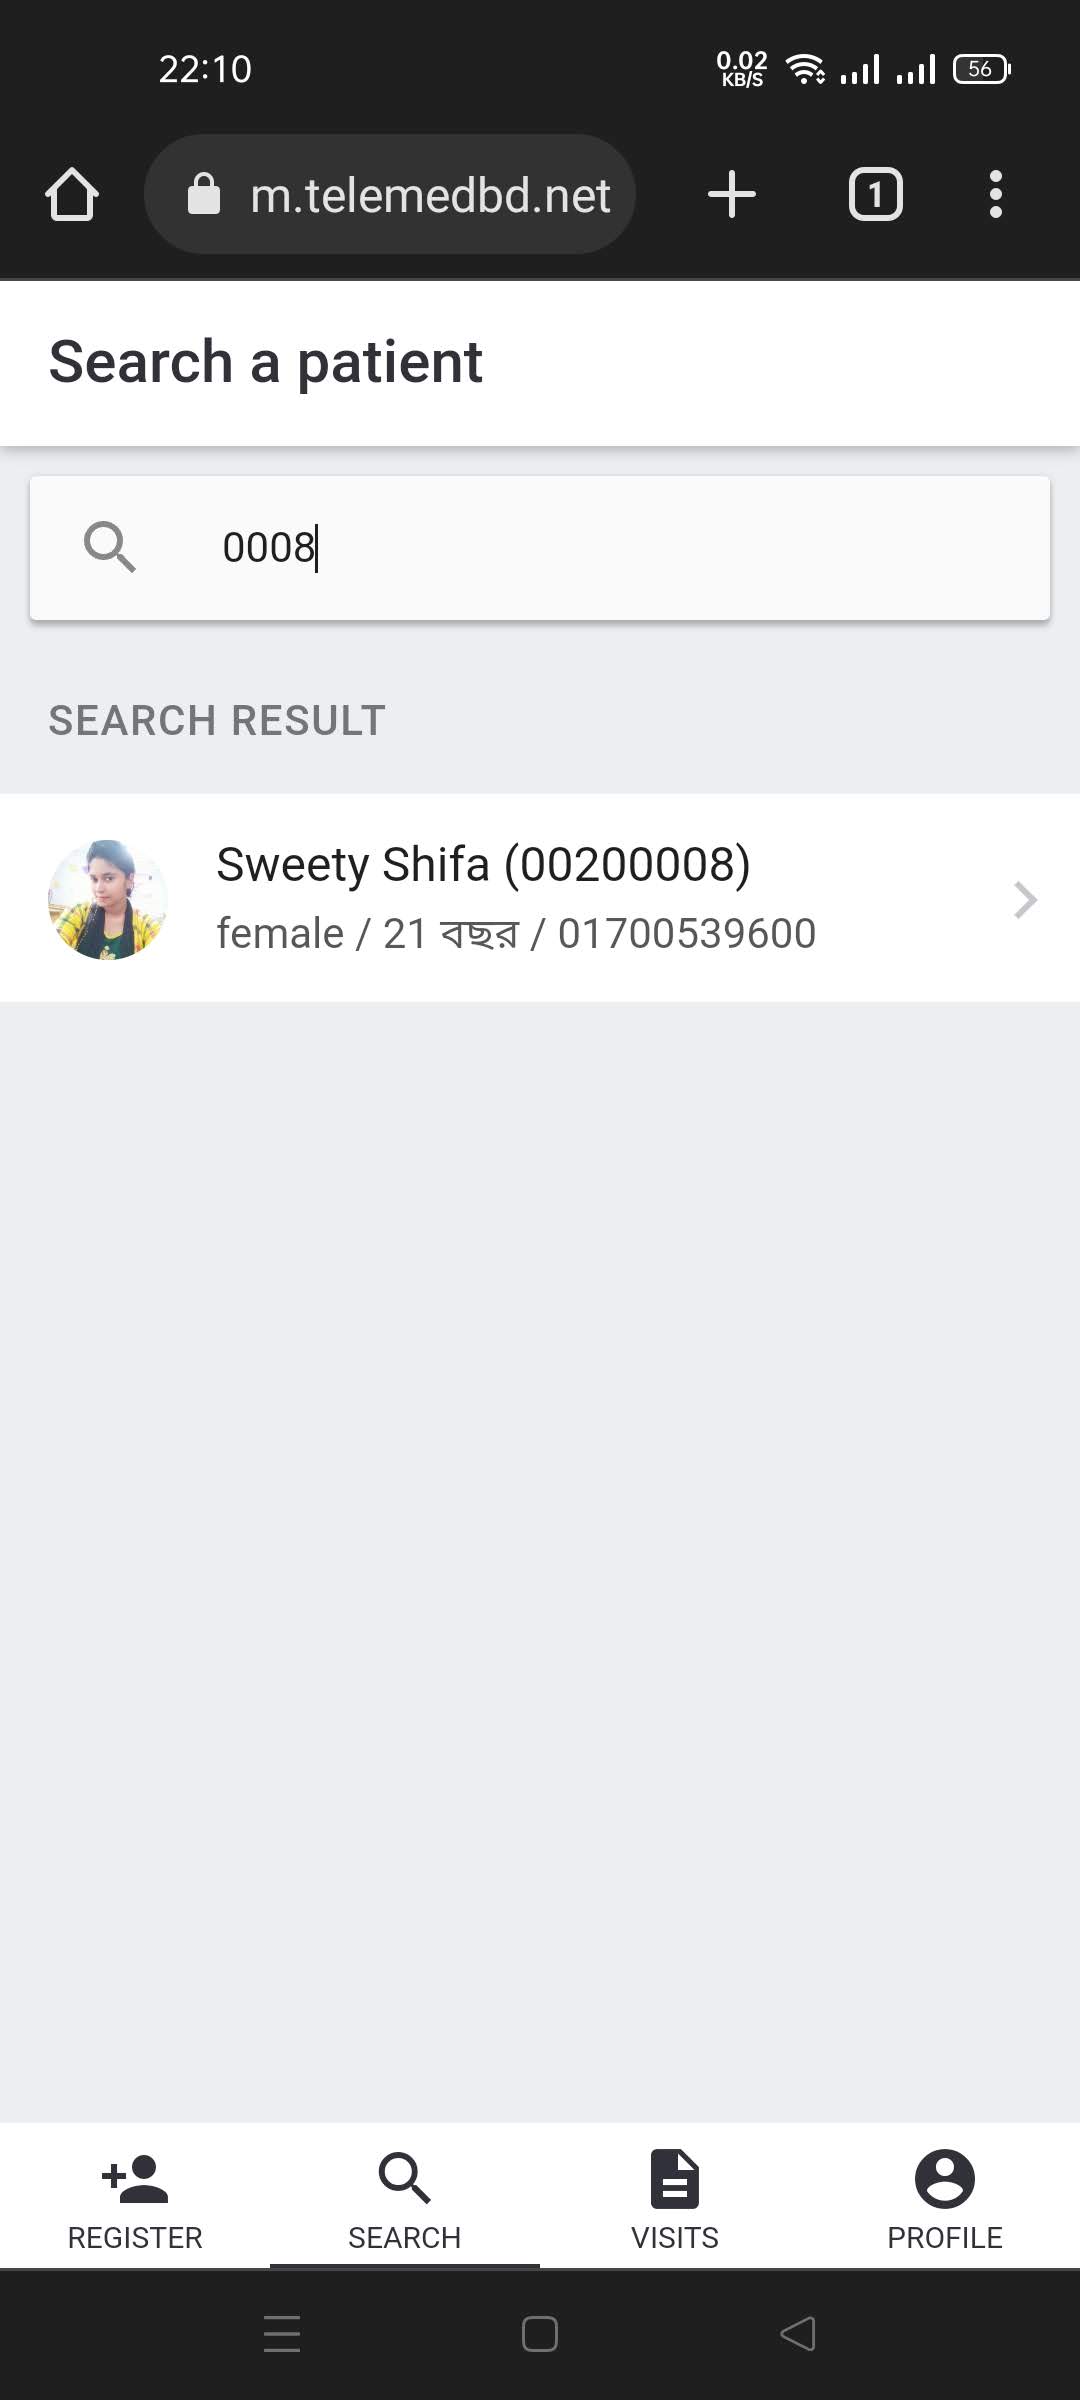 22:10
0.02
KB/S
56
m.telemedbd.net
1
Search a patient
0008
SEARCH RESULT
Sweety Shifa (00200008)
female / 21 বছর / 01700539600
REGISTER
SEARCH
VISITS
PROFILE